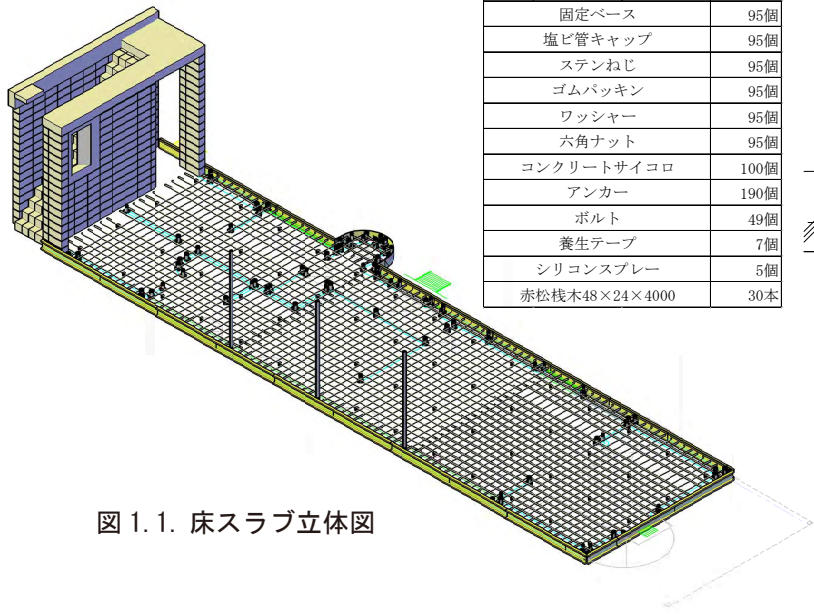 固定ベース 95個
塩ビ管キャップ 95個
ステンねじ 95個
ゴムパッキン 95個
ワッシャー 95個
六角ナット 95個
コンクリートサイコロ 100個
アンカー 190個
ボルト 49個
養生テープ 7個
シリコンスプレー 5個
赤松桟木48×24×4000 30本
図1.1. 床スラブ立体図